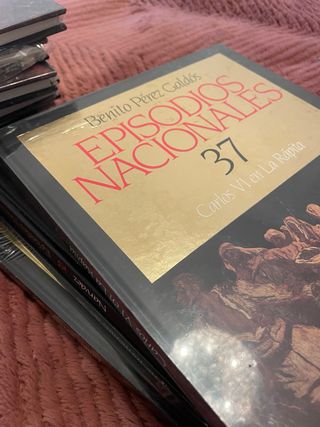 Benito Pérez Galdós
EPISODIOS
NACIONALES
37
Carlos VI en La Rápita